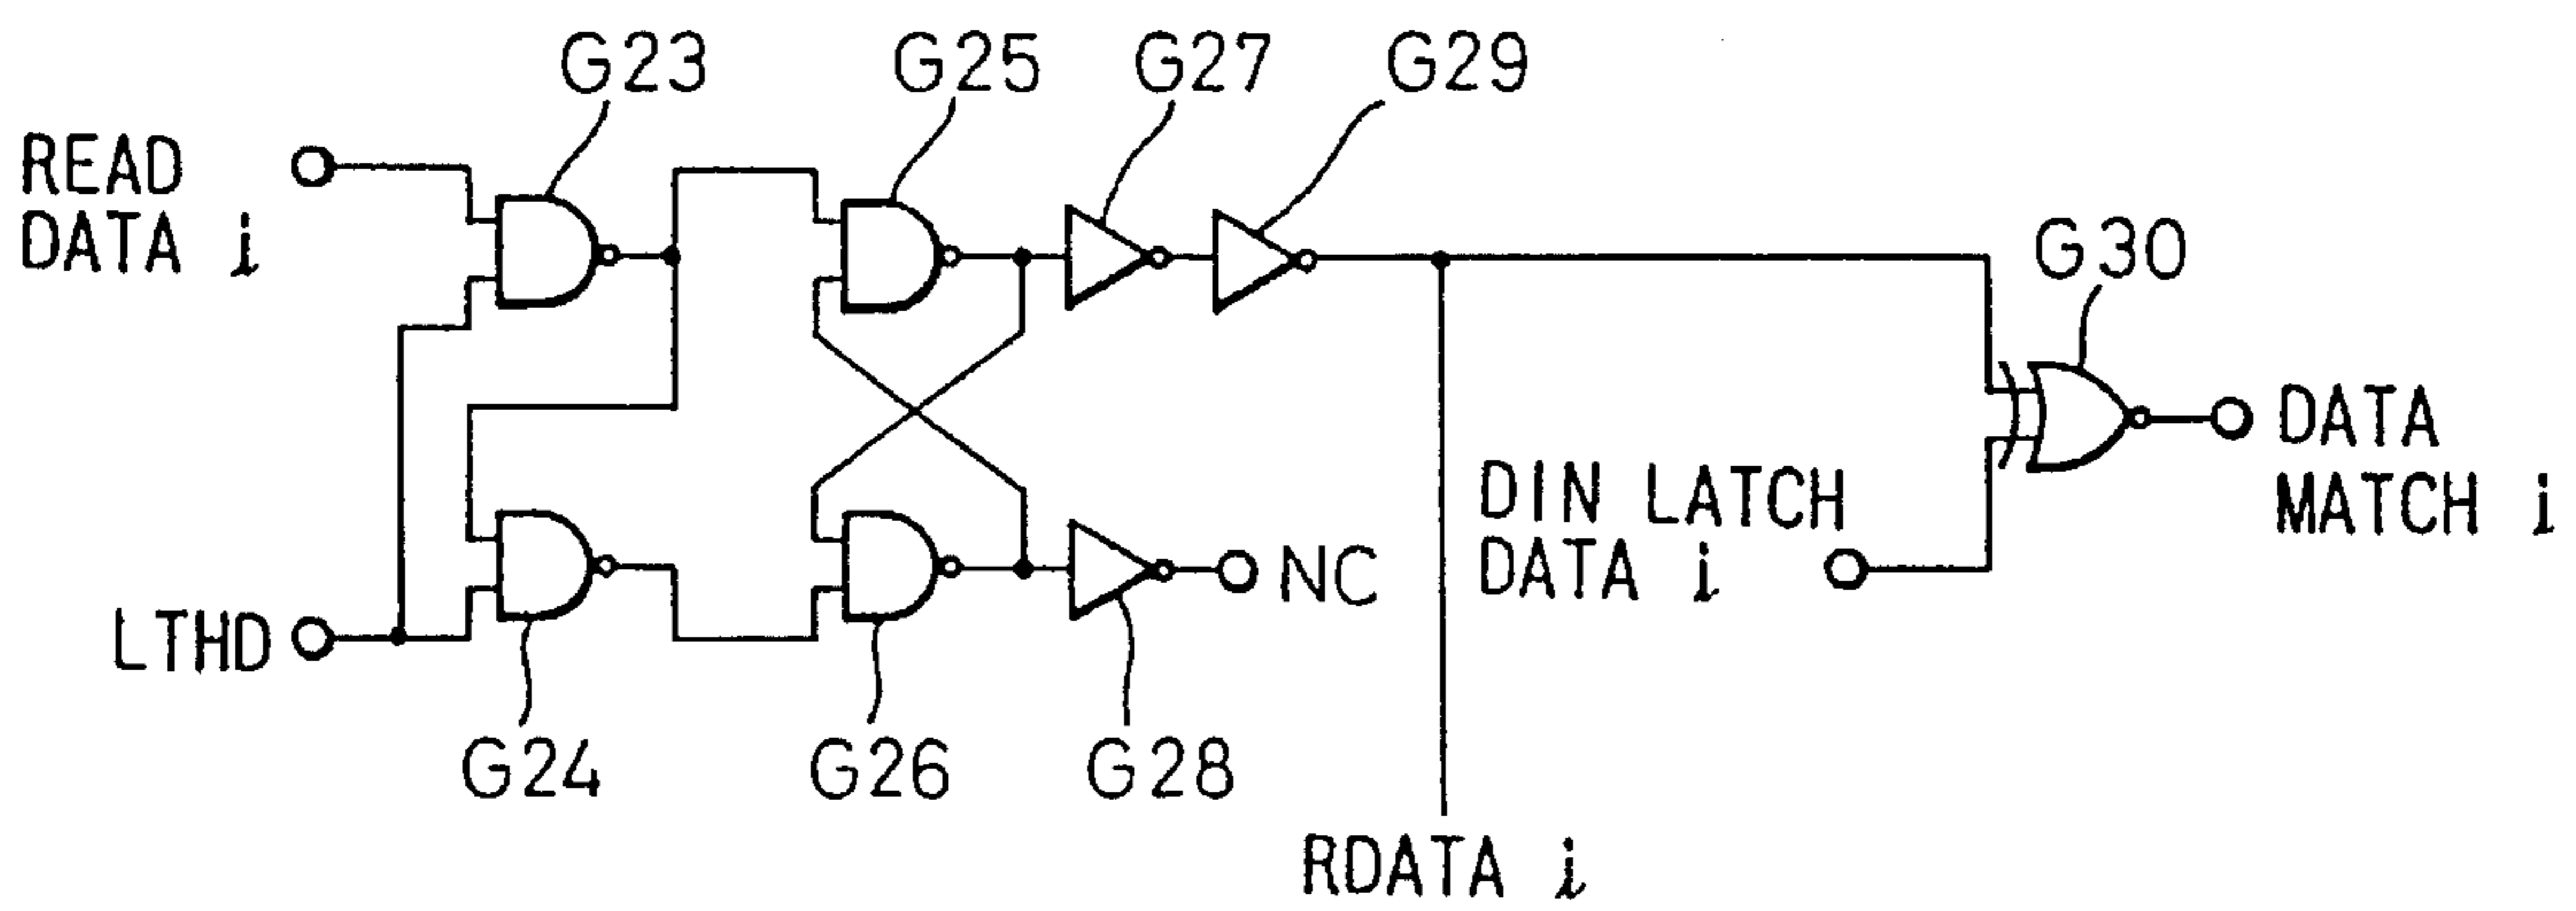 G23
G25
G27
G29
READ
DATA i
G30
DATA
MATCH i
DIN LATCH
DATA i
NC
LTHD
G24
G26
G28
RDATA i